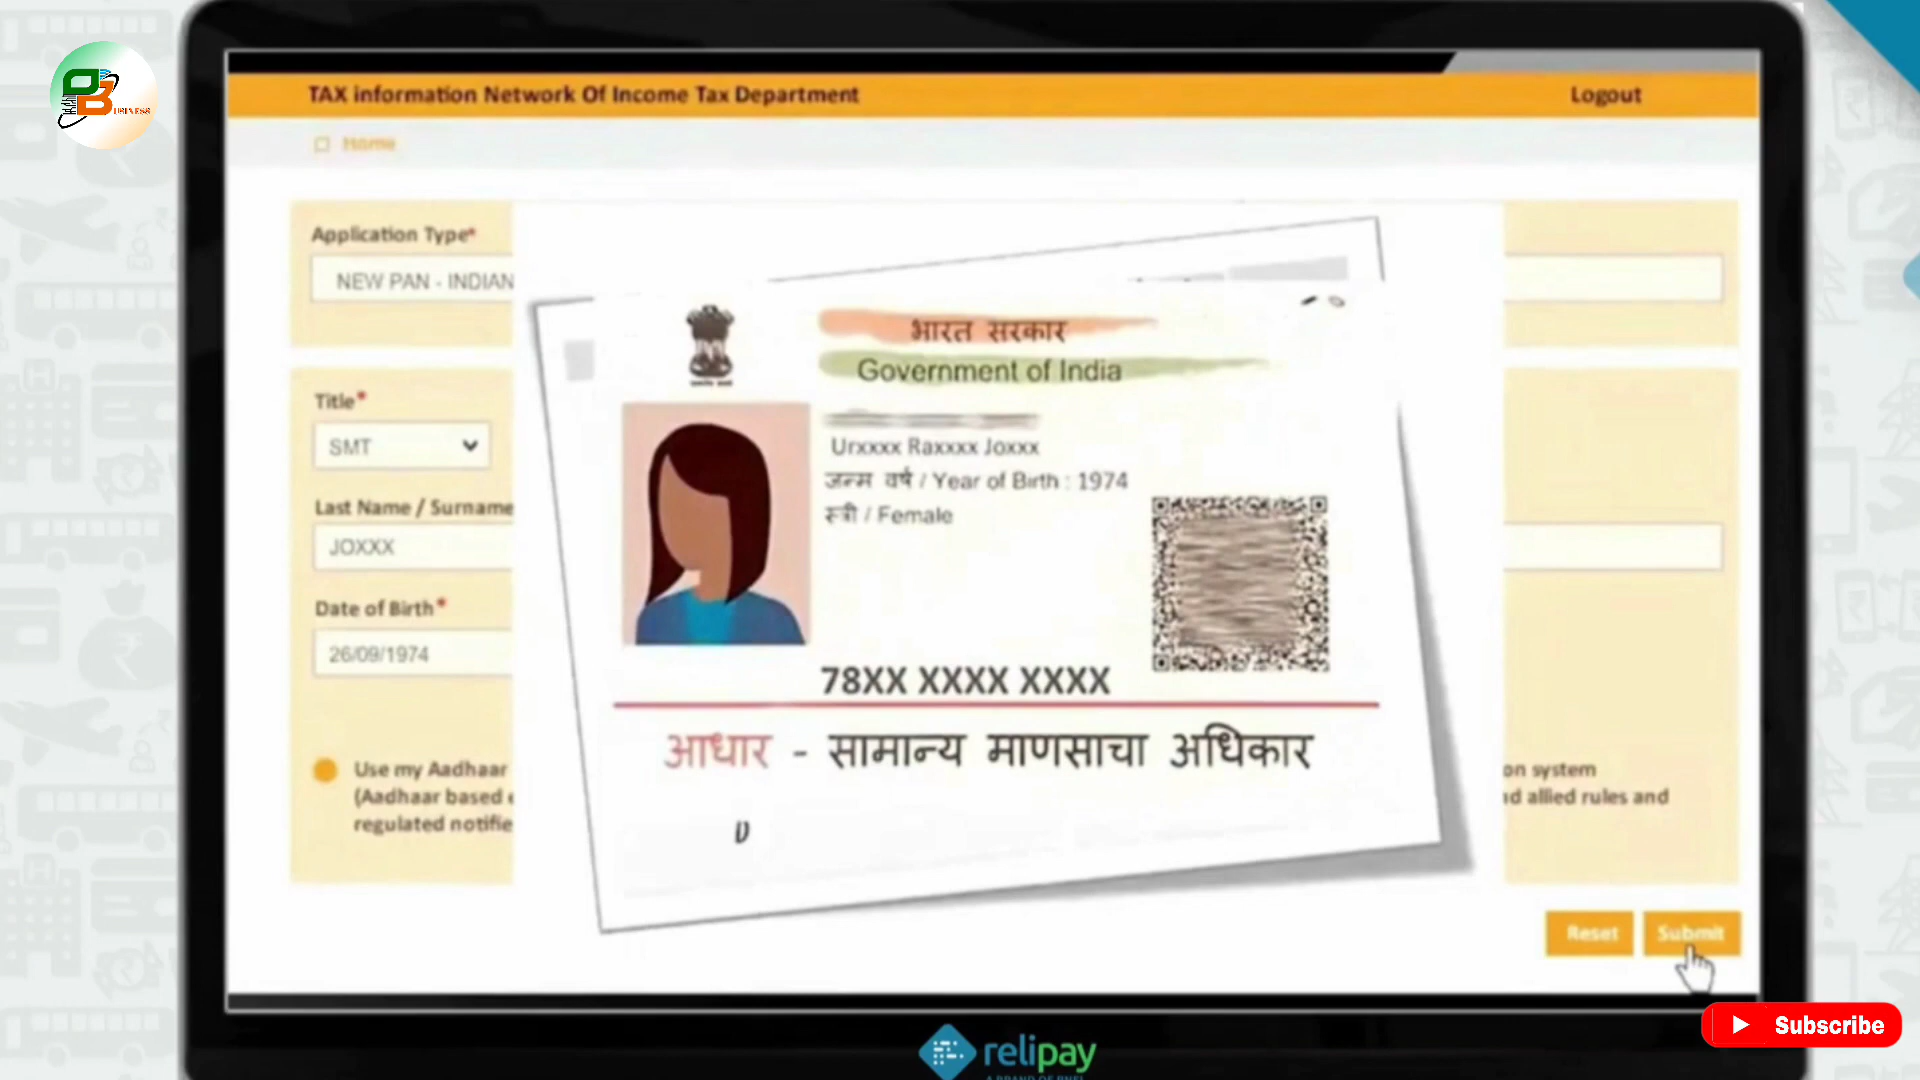 TAX information Network Of Income Tax Department
Logout
Home
Application Type*
NEW PAN - INDIAN
Title*
SMT
Last Name / Surname
JOXXX
Date of Birth*
26/09/1974
Use my Aadhaar
(Aadhaar based e
regulated notifie
on system
d allied rules and
भारत सरकार
Government of India
Urxxxx Raxxxx Joxxx
जन्म वर्ष / Year of Birth : 1974
स्त्री / Female
78XX XXXX XXXX
आधार - सामान्य माणसाचा अधिकार
Reset
Submit
Subscribe
relipay